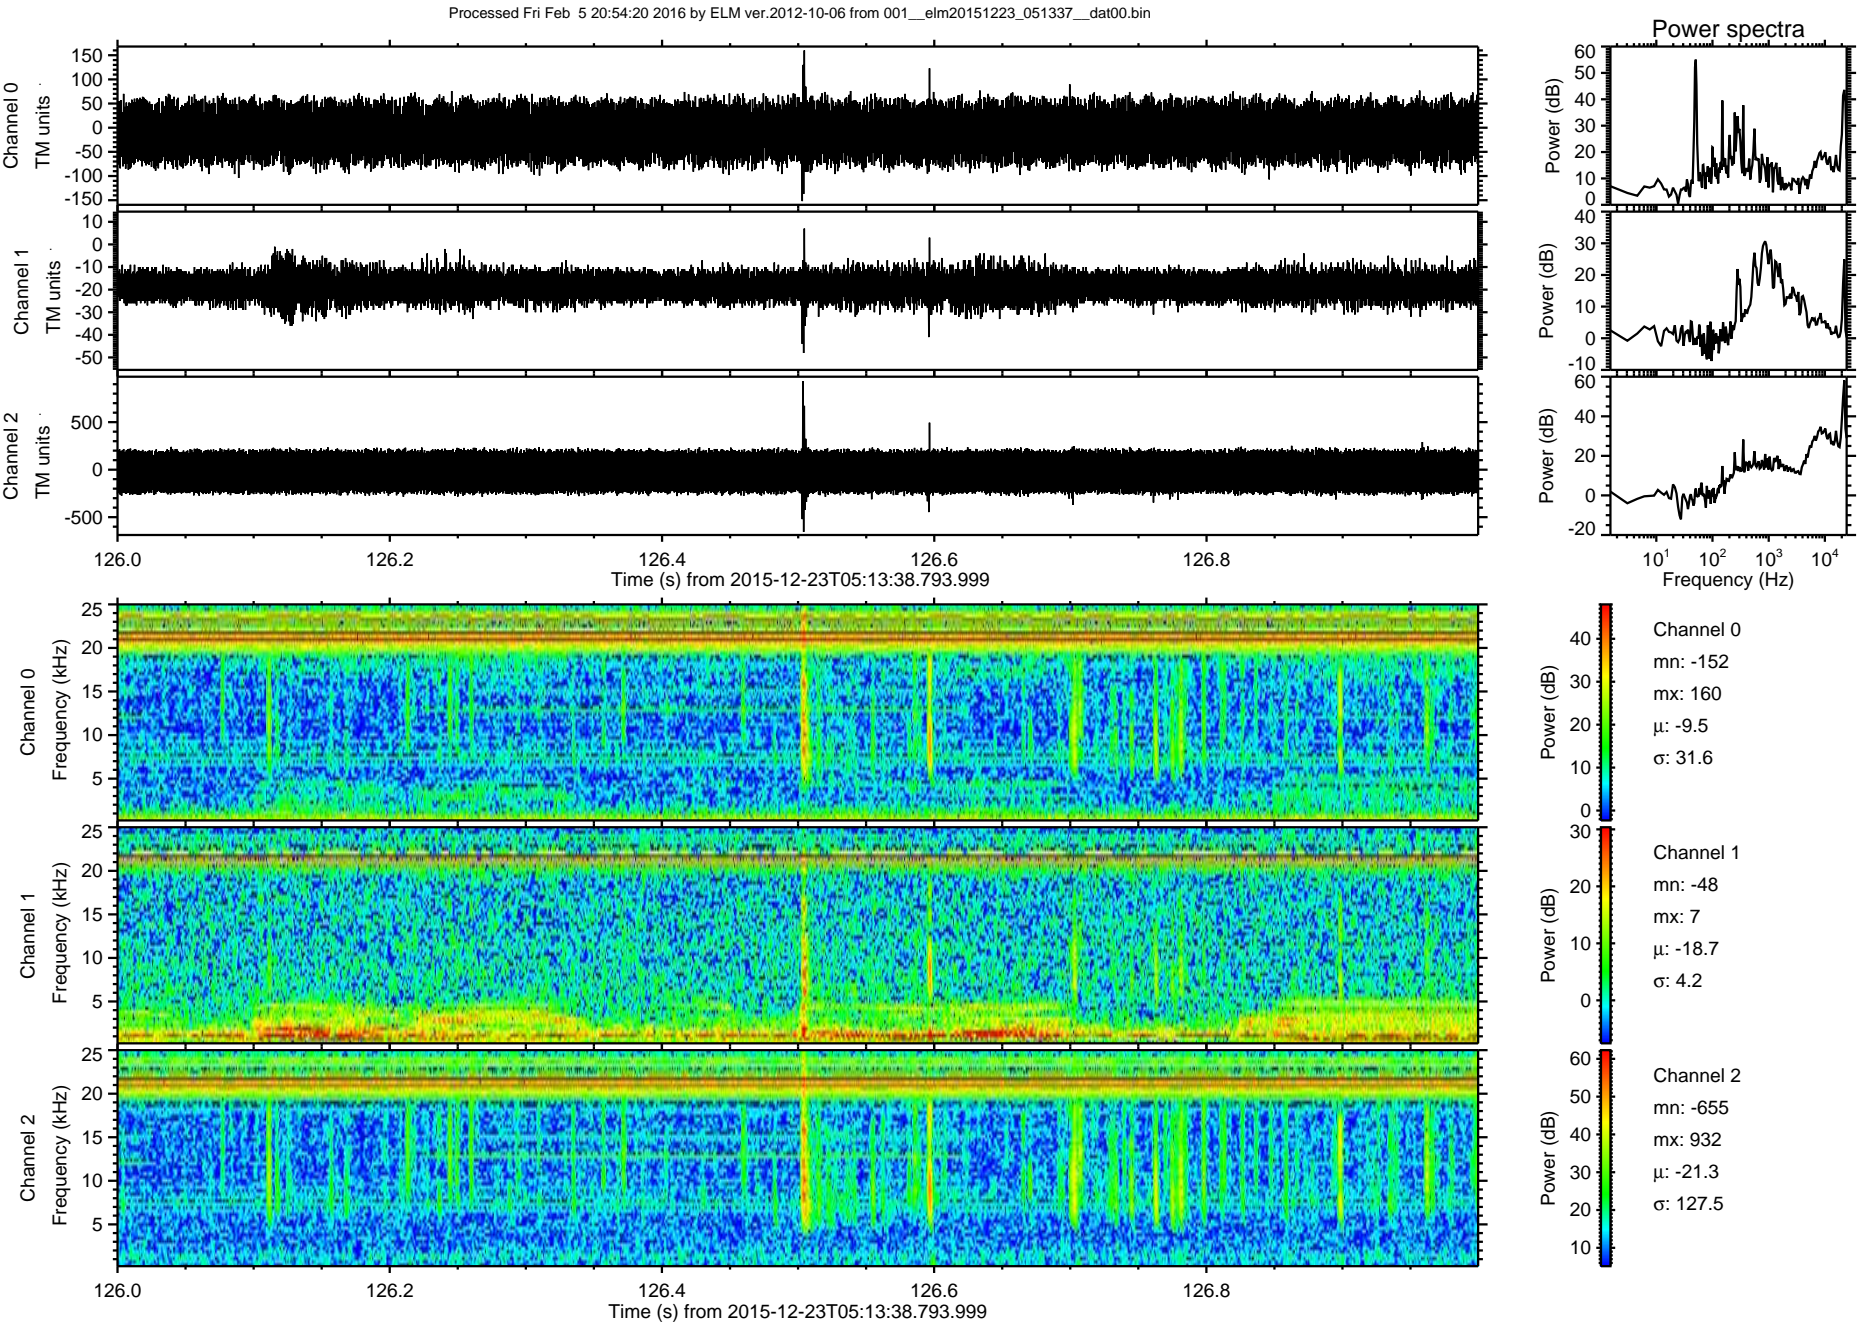 Processed Fri Feb  5 20:54:20 2016 by ELM ver.2012-10-06 from 001__elm20151223_051337__dat00.bin
Power spectra
Channel 0
TM units
150
100
50
0
-50
-100
-150
Power (dB)
60
50
40
30
20
10
0
Channel 1
TM units
10
0
-10
-20
-30
-40
-50
Power (dB)
40
30
20
10
0
-10
Channel 2
TM units
500
0
-500
Power (dB)
60
40
20
0
-20
126.0 126.2 126.4 126.6 126.8
Time (s) from 2015-12-23T05:13:38.793.999
10¹ 10² 10³ 10⁴
Frequency (Hz)
Channel 0
Frequency (kHz)
25
20
15
10
5
Power (dB)
40
30
20
10
0
Channel 0
mn: -152
mx: 160
μ: -9.5
σ: 31.6
Channel 1
Frequency (kHz)
25
20
15
10
5
Power (dB)
30
20
10
0
Channel 1
mn: -48
mx: 7
μ: -18.7
σ: 4.2
Channel 2
Frequency (kHz)
25
20
15
10
5
Power (dB)
60
50
40
30
20
10
Channel 2
mn: -655
mx: 932
μ: -21.3
σ: 127.5
126.0 126.2 126.4 126.6 126.8
Time (s) from 2015-12-23T05:13:38.793.999